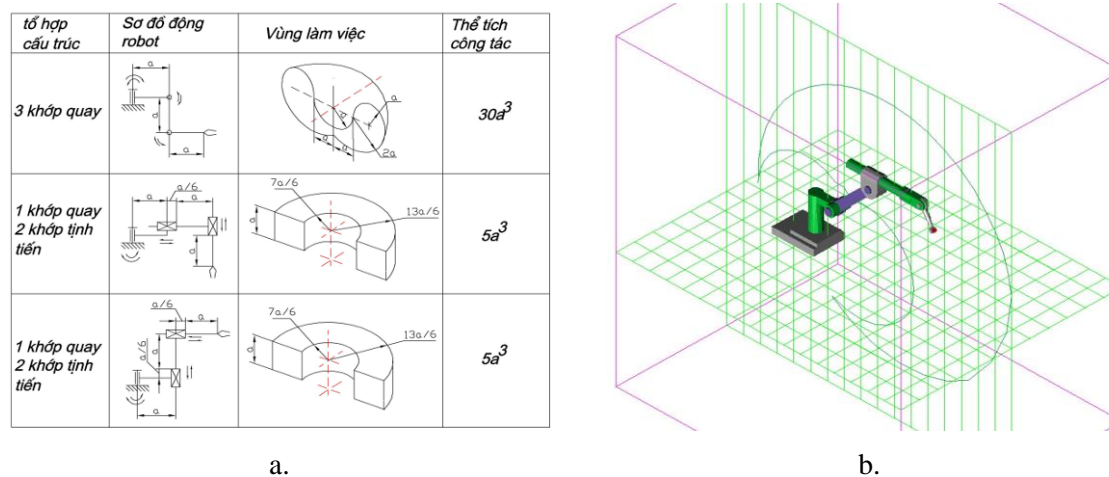 tổ hợp
cấu trúc
Sơ đồ động
robot
Vùng làm việc
Thể tích
công tác
3 khớp quay
a
a
a
a
a
a
a
2a
30a³
1 khớp quay
2 khớp tịnh
tiến
a/6
a
a
a
7a/6
13a/6
a
5a³
1 khớp quay
2 khớp tịnh
tiến
a/6
a
a
a/6
a
7a/6
13a/6
a
5a³
a.
b.